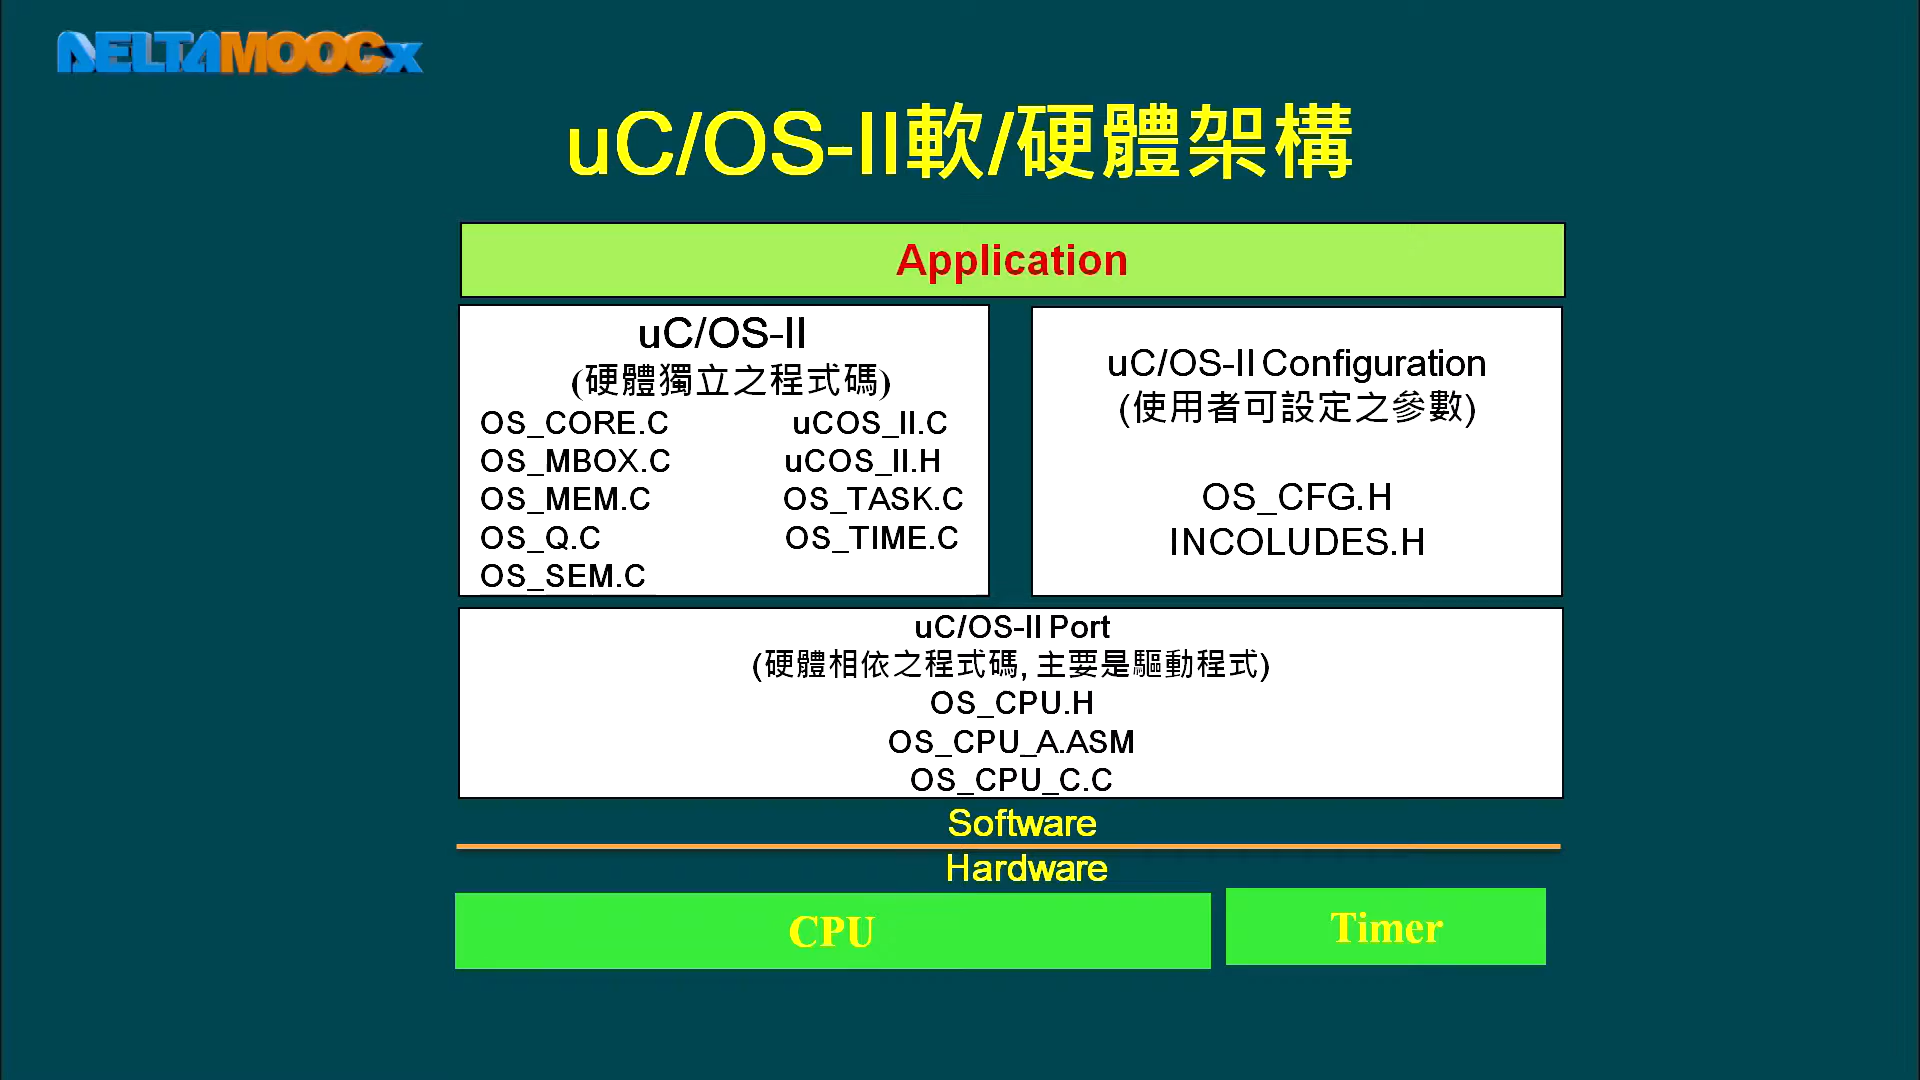 DELTAMOOCx
uC/OS-II軟/硬體架構
Application
uC/OS-II
(硬體獨立之程式碼)
OS_CORE.C uCOS_II.C
OS_MBOX.C uCOS_II.H
OS_MEM.C OS_TASK.C
OS_Q.C OS_TIME.C
OS_SEM.C
uC/OS-II Configuration
(使用者可設定之參數)
OS_CFG.H
INCOLUDES.H
uC/OS-II Port
(硬體相依之程式碼, 主要是驅動程式)
OS_CPU.H
OS_CPU_A.ASM
OS_CPU_C.C
Software
Hardware
CPU
Timer